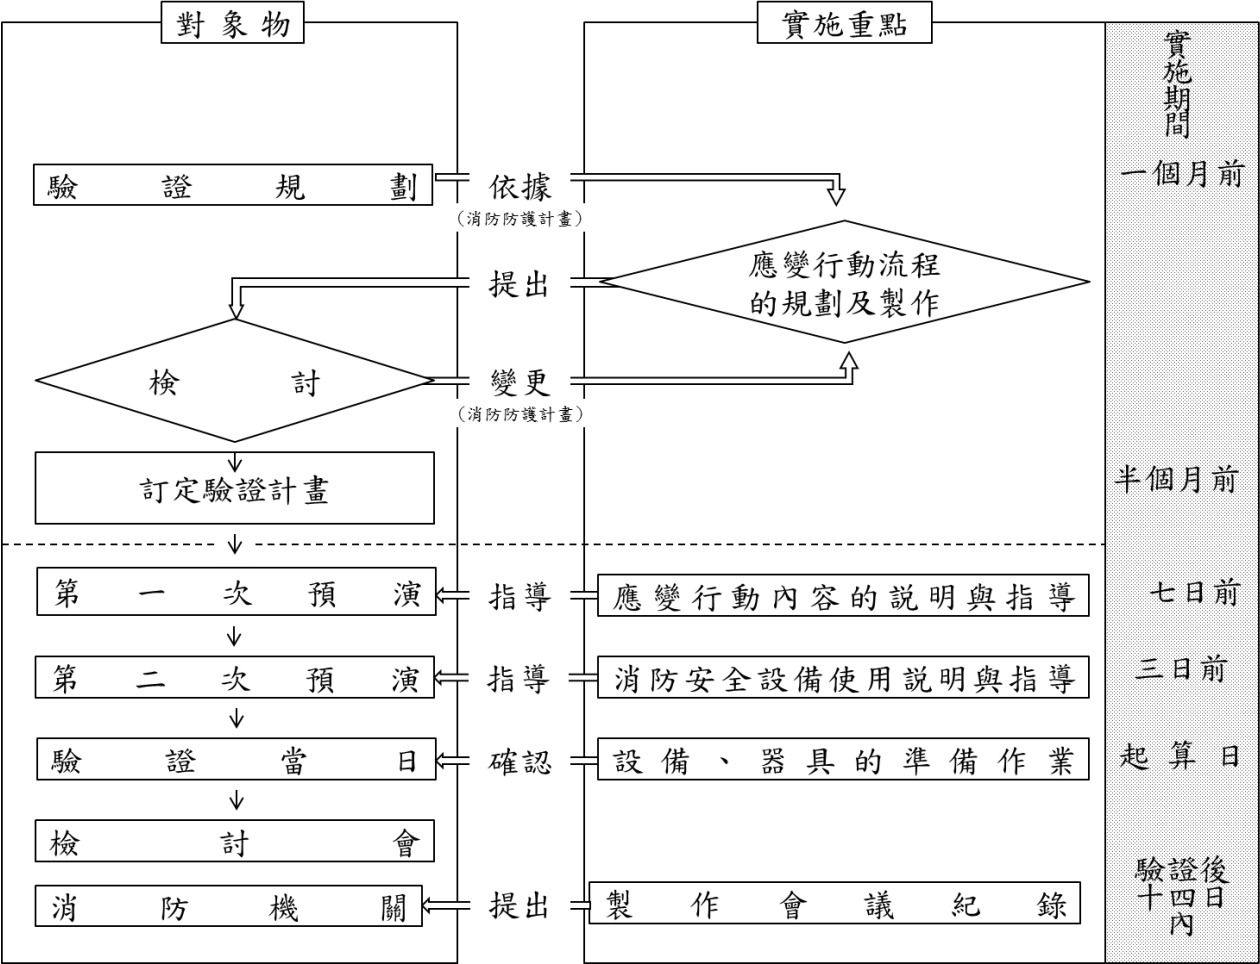 對象物
實施重點
實施期間
驗證規劃
依據
（消防防護計畫）
一個月前
應變行動流程
的規劃及製作
提出
檢討
變更
（消防防護計畫）
訂定驗證計畫
半個月前
第一次預演
指導
應變行動內容的說明與指導
七日前
第二次預演
指導
消防安全設備使用說明與指導
三日前
驗證當日
確認
設備、器具的準備作業
起算日
檢討會
消防機關
提出
製作會議紀錄
驗證後
十四日
內